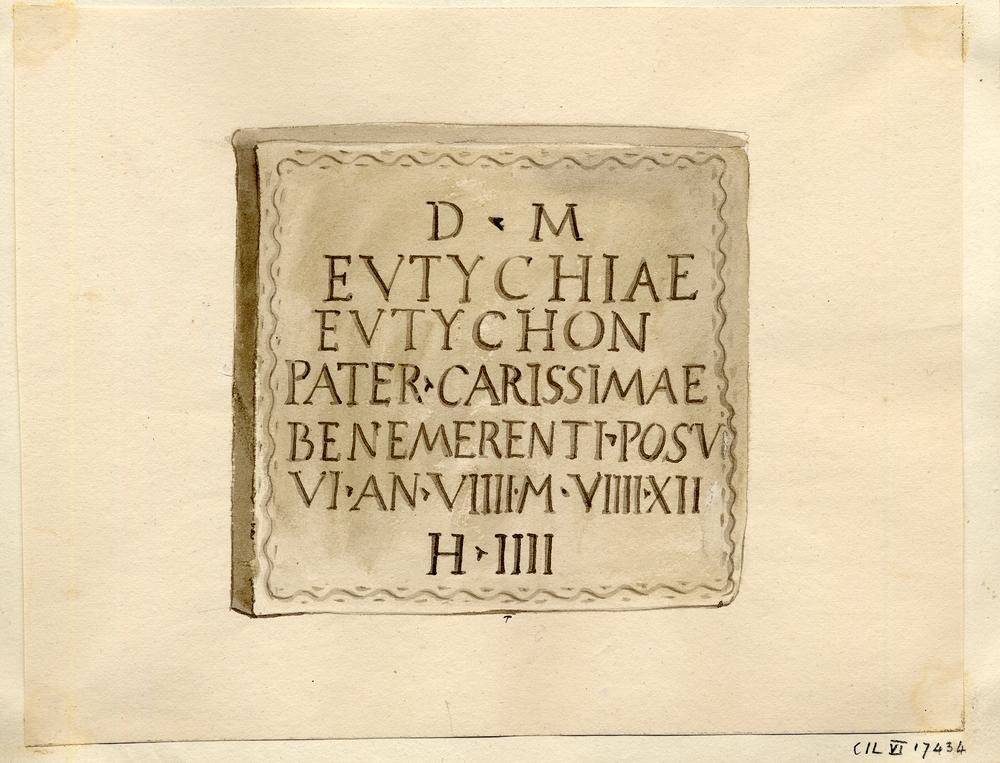 D · M
EVTYCHIAE
EVTYCHON
PATER·CARISSIMAE
BENEMERENTI·POSV
VI·AN·VIIII·M·VIIII·XII
H·IIII
CIL VI 17434